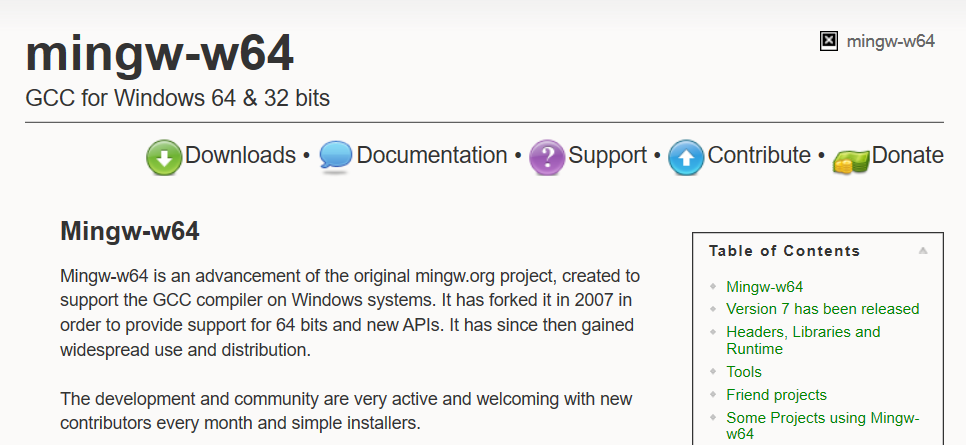 mingw-w64
mingw-w64
GCC for Windows 64 & 32 bits
Downloads • Documentation • Support • Contribute • Donate
Mingw-w64
Mingw-w64 is an advancement of the original mingw.org project, created to
support the GCC compiler on Windows systems. It has forked it in 2007 in
order to provide support for 64 bits and new APIs. It has since then gained
widespread use and distribution.
The development and community are very active and welcoming with new
contributors every month and simple installers.
Table of Contents
Mingw-w64
Version 7 has been released
Headers, Libraries and
Runtime
Tools
Friend projects
Some Projects using Mingw-
w64